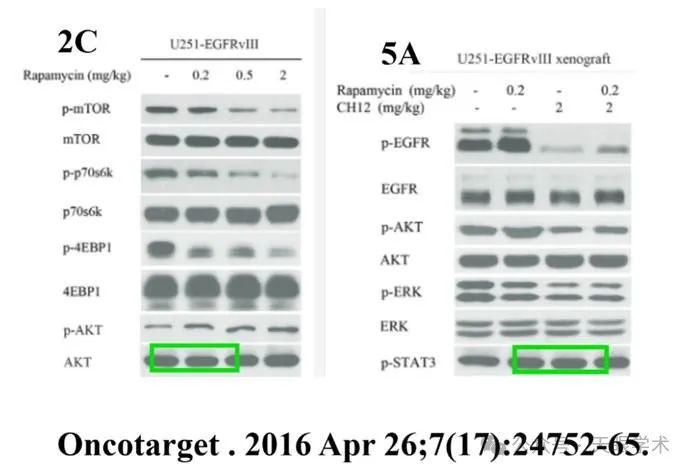 2C
U251-EGFRvIII
Rapamycin (mg/kg) - 0.2 0.5 2
p-mTOR
mTOR
p-p70s6k
p70s6k
p-4EBP1
4EBP1
p-AKT
AKT
5A
U251-EGFRvIII xenograft
Rapamycin (mg/kg) - 0.2 - 0.2
CH12 (mg/kg) - - 2 2
p-EGFR
EGFR
p-AKT
AKT
p-ERK
ERK
p-STAT3
Oncotarget . 2016 Apr 26;7(17):24752-65.